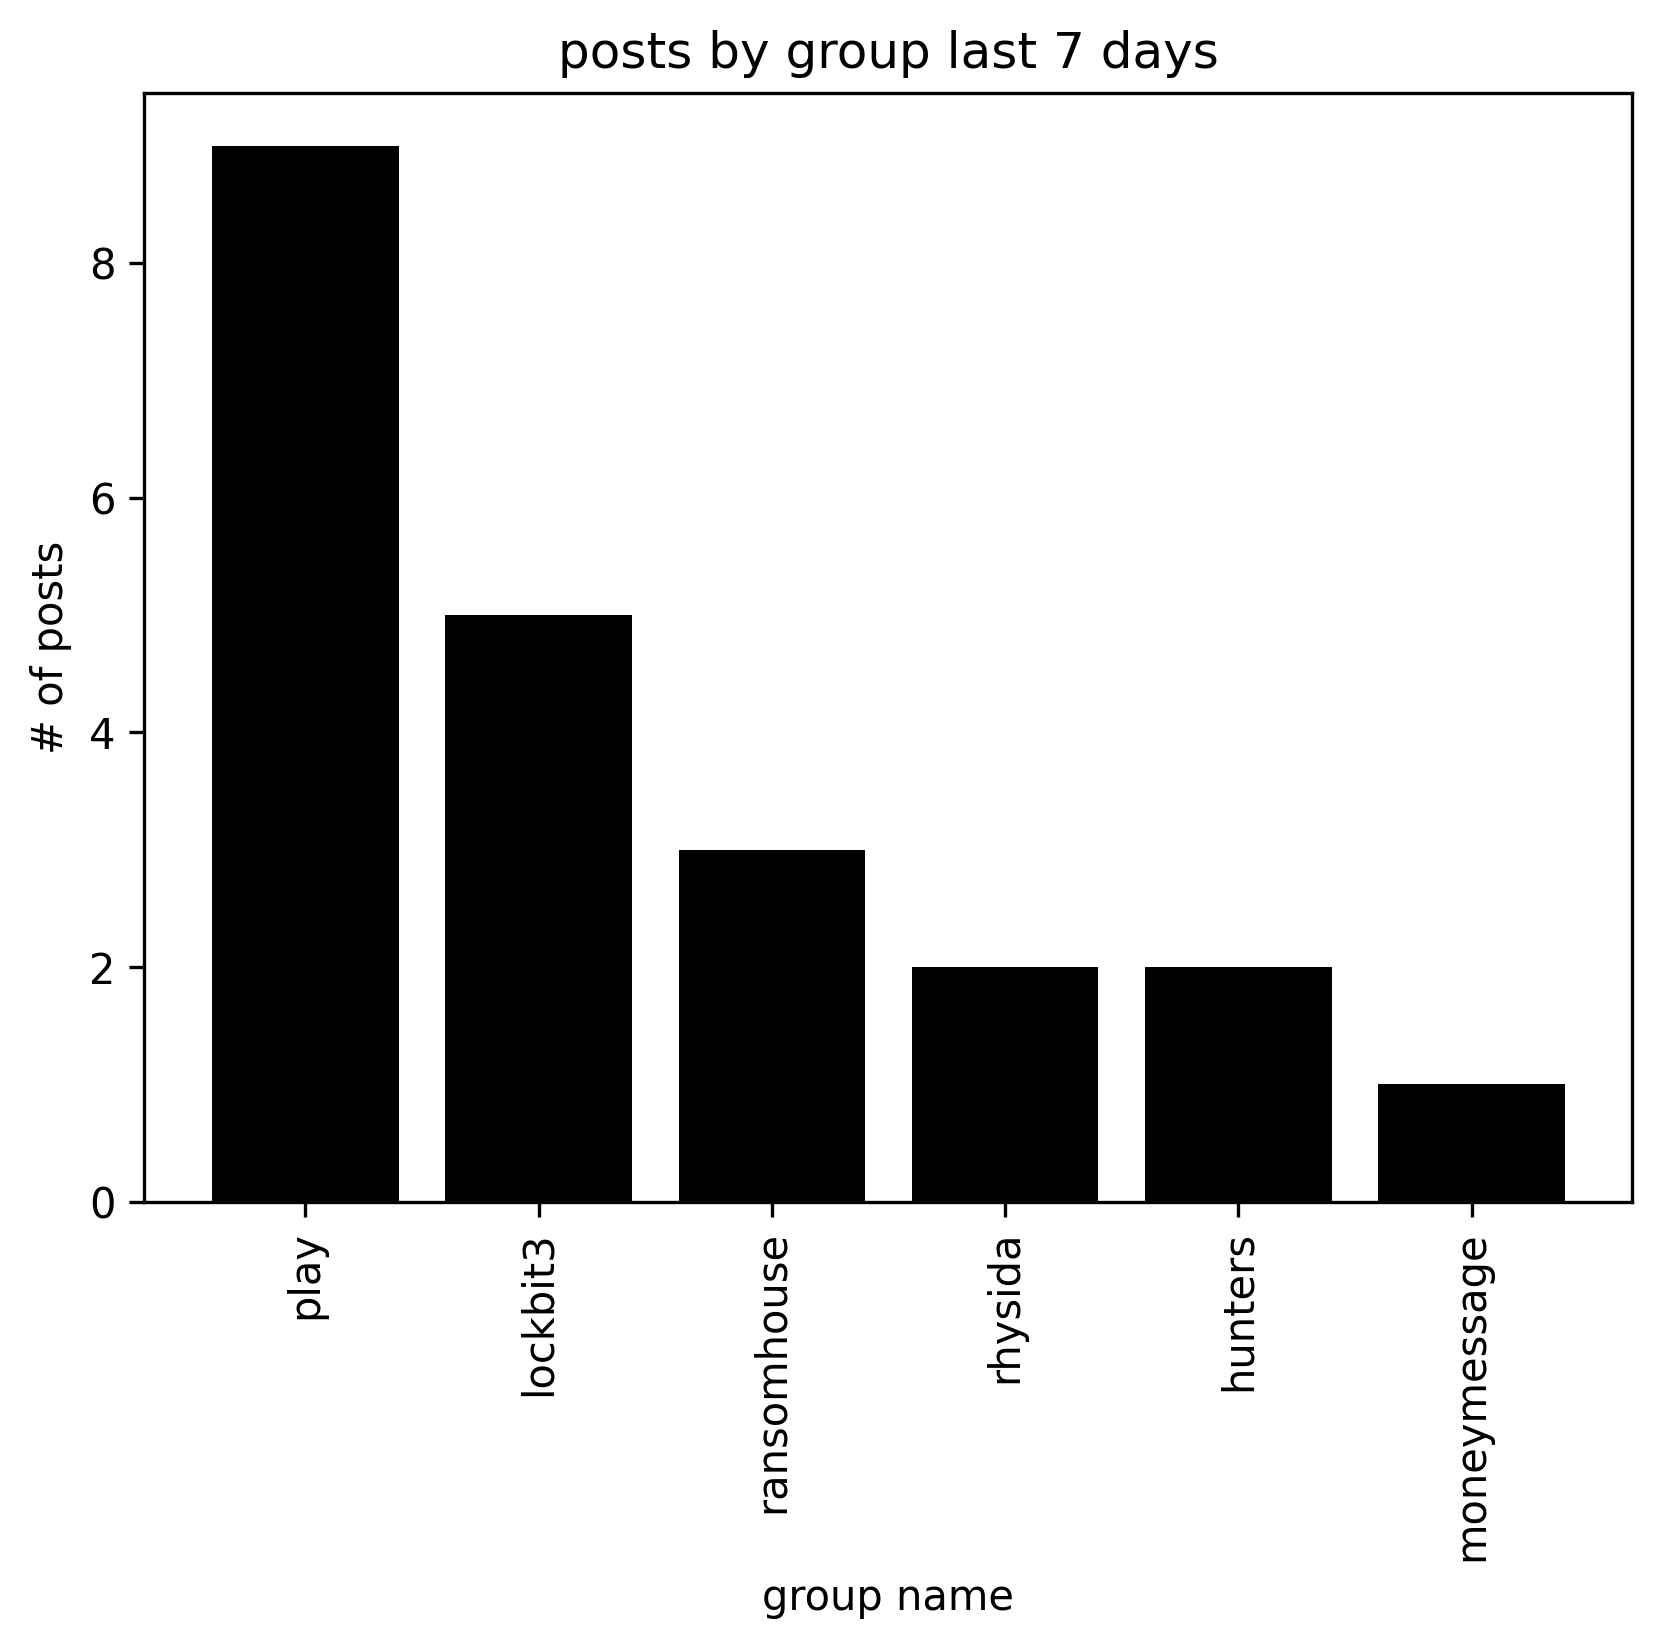 posts by group last 7 days
# of posts
8
6
4
2
0
play
lockbit3
ransomhouse
rhysida
hunters
moneymessage
group name